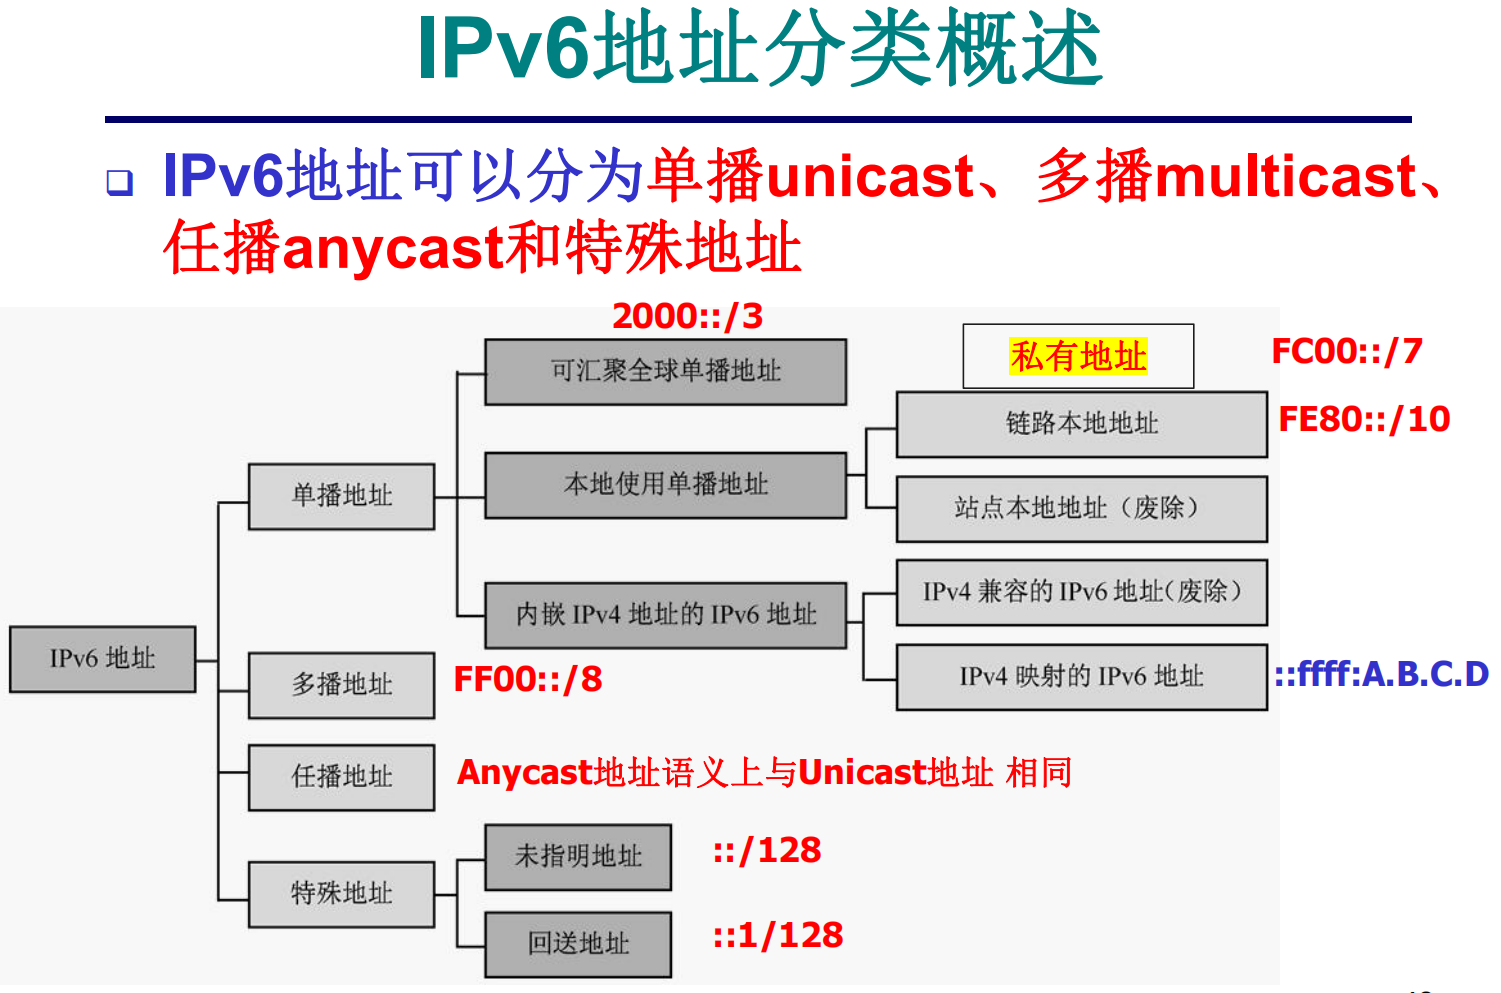 IPv6地址分类概述
IPv6地址可以分为单播unicast、多播multicast、
任播anycast和特殊地址
2000::/3
可汇聚全球单播地址
私有地址
FC00::/7
链路本地地址
FE80::/10
本地使用单播地址
站点本地地址（废除）
单播地址
内嵌 IPv4 地址的 IPv6 地址
IPv4 兼容的 IPv6 地址（废除）
IPv4 映射的 IPv6 地址
::ffff:A.B.C.D
IPv6 地址
多播地址
FF00::/8
任播地址
Anycast地址语义上与Unicast地址 相同
特殊地址
未指明地址
::/128
回送地址
::1/128